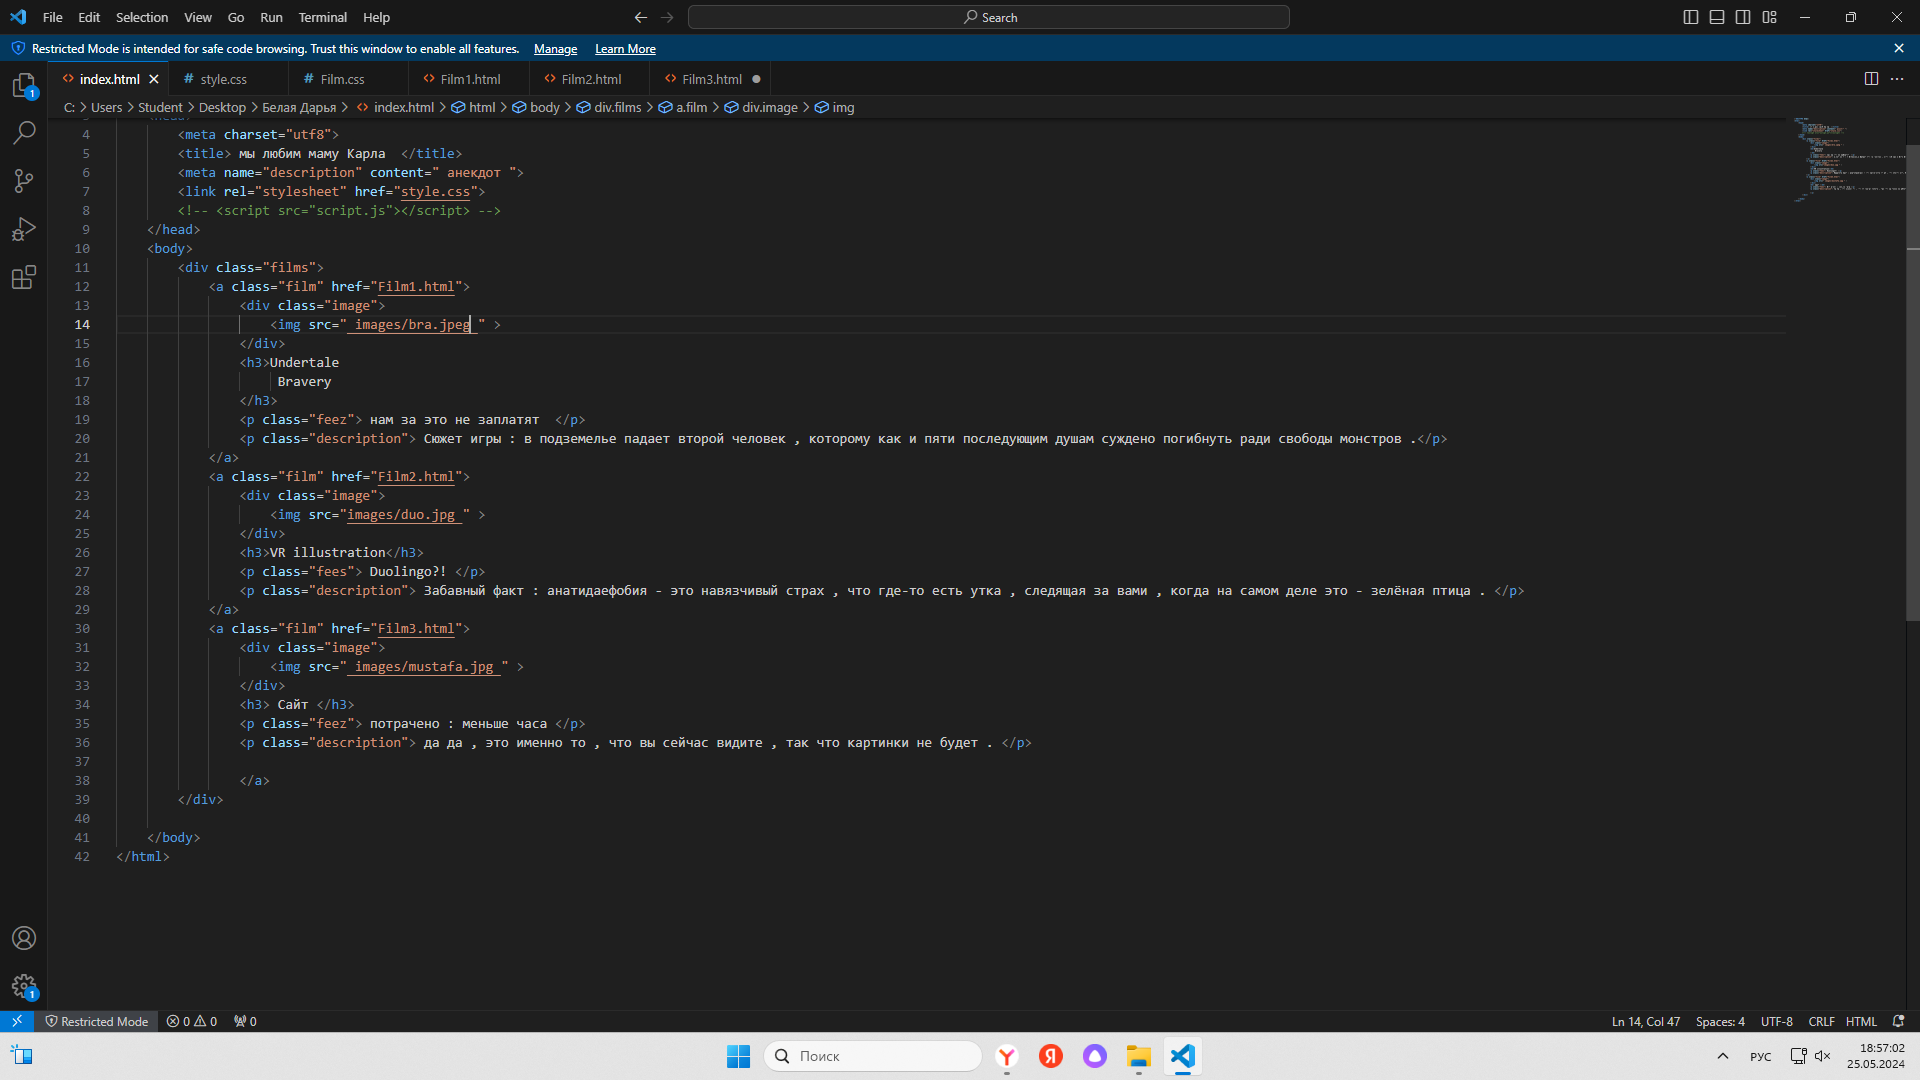 File Edit Selection View Go Run Terminal Help
Search
Restricted Mode is intended for safe code browsing. Trust this window to enable all features. Manage Learn More
index.html style.css Film.css Film1.html Film2.html Film3.html
C: > Users > Student > Desktop > Белая Дарья > index.html > html > body > div.films > a.film > div.image > img
4 <meta charset="utf8">
5 <title> мы любим маму Карла  </title>
6 <meta name="description" content=" анекдот ">
7 <link rel="stylesheet" href="style.css">
8 <!-- <script src="script.js"></script> -->
9 </head>
10 <body>
11 <div class="films">
12 <a class="film" href="Film1.html">
13 <div class="image">
14 <img src=" images/bra.jpeg " >
15 </div>
16 <h3>Undertale
17 Bravery
18 </h3>
19 <p class="feez"> нам за это не заплатят  </p>
20 <p class="description"> Сюжет игры : в подземелье падает второй человек , которому как и пяти последующим душам суждено погибнуть ради свободы монстров .</p>
21 </a>
22 <a class="film" href="Film2.html">
23 <div class="image">
24 <img src="images/duo.jpg " >
25 </div>
26 <h3>VR illustration</h3>
27 <p class="fees"> Duolingo?! </p>
28 <p class="description"> Забавный факт : анатидаефобия - это навязчивый страх , что где-то есть утка , следящая за вами , когда на самом деле это - зелёная птица . </p>
29 </a>
30 <a class="film" href="Film3.html">
31 <div class="image">
32 <img src=" images/mustafa.jpg " >
33 </div>
34 <h3> Сайт </h3>
35 <p class="feez"> потрачено : меньше часа </p>
36 <p class="description"> да да , это именно то , что вы сейчас видите , так что картинки не будет . </p>
37
38 </a>
39 </div>
40
41 </body>
42 </html>
1
1
Restricted Mode 0 0 0 Ln 14, Col 47 Spaces: 4 UTF-8 CRLF HTML
Поиск
Я
РУС
18:57:02
25.05.2024